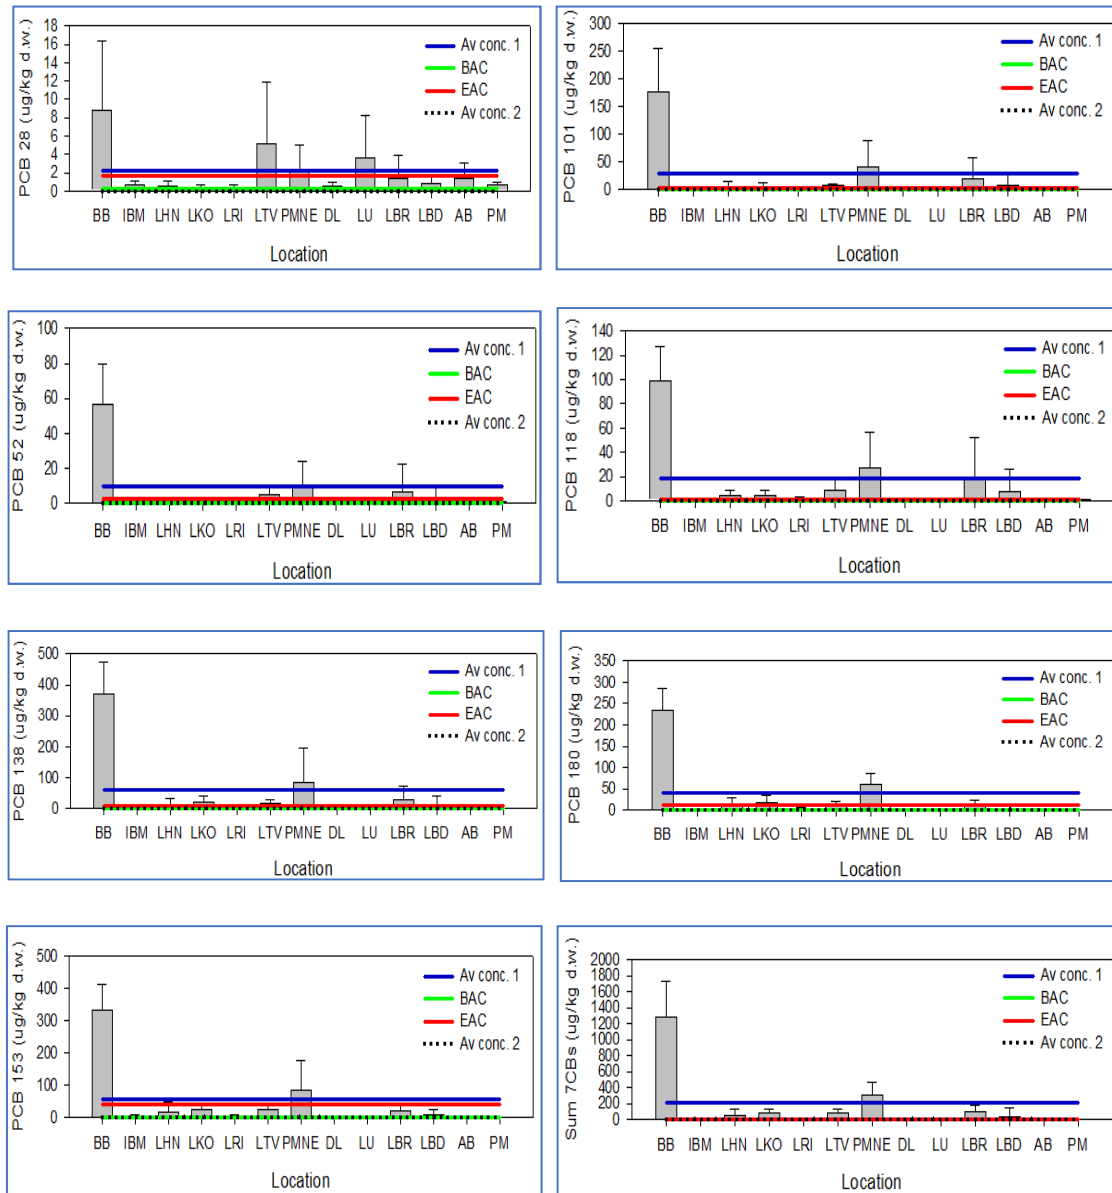 PCB 28 (ug/kg d.w.)
18
16
14
12
10
8
6
4
2
0
Av conc. 1
BAC
EAC
Av conc. 2
BB IBM LHN LKO LRI LTV PMNE DL LU LBR LBD AB PM
Location
PCB 101 (ug/kg d.w.)
300
250
200
150
100
50
0
Av conc. 1
BAC
EAC
Av conc. 2
BB IBM LHN LKO LRI LTV PMNE DL LU LBR LBD AB PM
Location
PCB 52 (ug/kg d.w.)
100
80
60
40
20
0
Av conc. 1
BAC
EAC
Av conc. 2
BB IBM LHN LKO LRI LTV PMNE DL LU LBR LBD AB PM
Location
PCB 118 (ug/kg d.w.)
140
120
100
80
60
40
20
0
Av conc. 1
BAC
EAC
Av conc. 2
BB IBM LHN LKO LRI LTV PMNE DL LU LBR LBD AB PM
Location
PCB 138 (ug/kg d.w.)
500
400
300
200
100
0
Av conc. 1
BAC
EAC
Av conc. 2
BB IBM LHN LKO LRI LTV PMNE DL LU LBR LBD AB PM
Location
PCB 180 (ug/kg d.w.)
350
300
250
200
150
100
50
0
Av conc. 1
BAC
EAC
Av conc. 2
BB IBM LHN LKO LRI LTV PMNE DL LU LBR LBD AB PM
Location
PCB 153 (ug/kg d.w.)
500
400
300
200
100
0
Av conc. 1
BAC
EAC
Av conc. 2
BB IBM LHN LKO LRI LTV PMNE DL LU LBR LBD AB PM
Location
Sum 7CBs (ug/kg d.w.)
2000
1800
1600
1400
1200
1000
800
600
400
200
0
Av conc. 1
BAC
EAC
Av conc. 2
BB IBM LHN LKO LRI LTV PMNE DL LU LBR LBD AB PM
Location